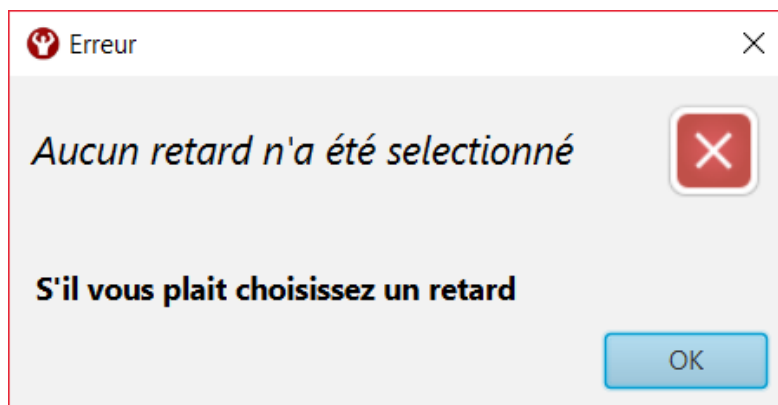 Erreur
Aucun retard n'a été selectionné
S'il vous plait choisissez un retard
OK